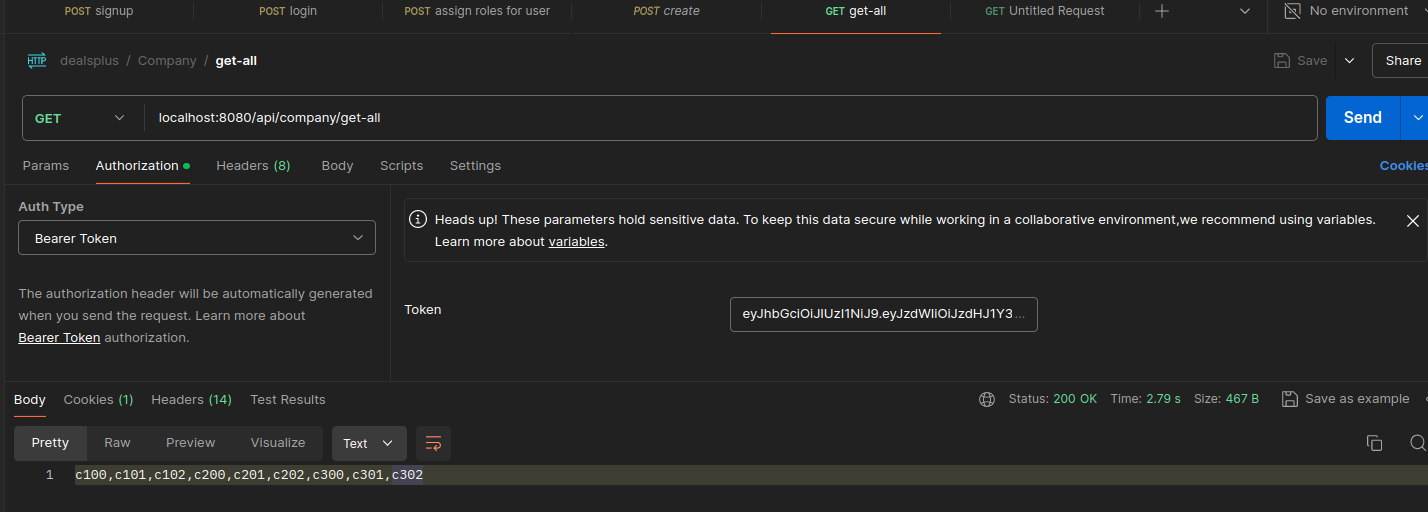 POST signup POST login POST assign roles for user POST create GET get-all GET Untitled Request No environment
HTTP dealsplus / Company / get-all Save Share
GET localhost:8080/api/company/get-all Send
Params Authorization Headers (8) Body Scripts Settings Cookies
Auth Type
Bearer Token
The authorization header will be automatically generated
when you send the request. Learn more about
Bearer Token authorization.
Heads up! These parameters hold sensitive data. To keep this data secure while working in a collaborative environment,we recommend using variables.
Learn more about variables.
Token eyJhbGciOiJIUzI1NiJ9.eyJzdWIiOiJzdHJ1Y3...
Body Cookies (1) Headers (14) Test Results Status: 200 OK Time: 2.79 s Size: 467 B Save as example
Pretty Raw Preview Visualize Text
1 c100,c101,c102,c200,c201,c202,c300,c301,c302